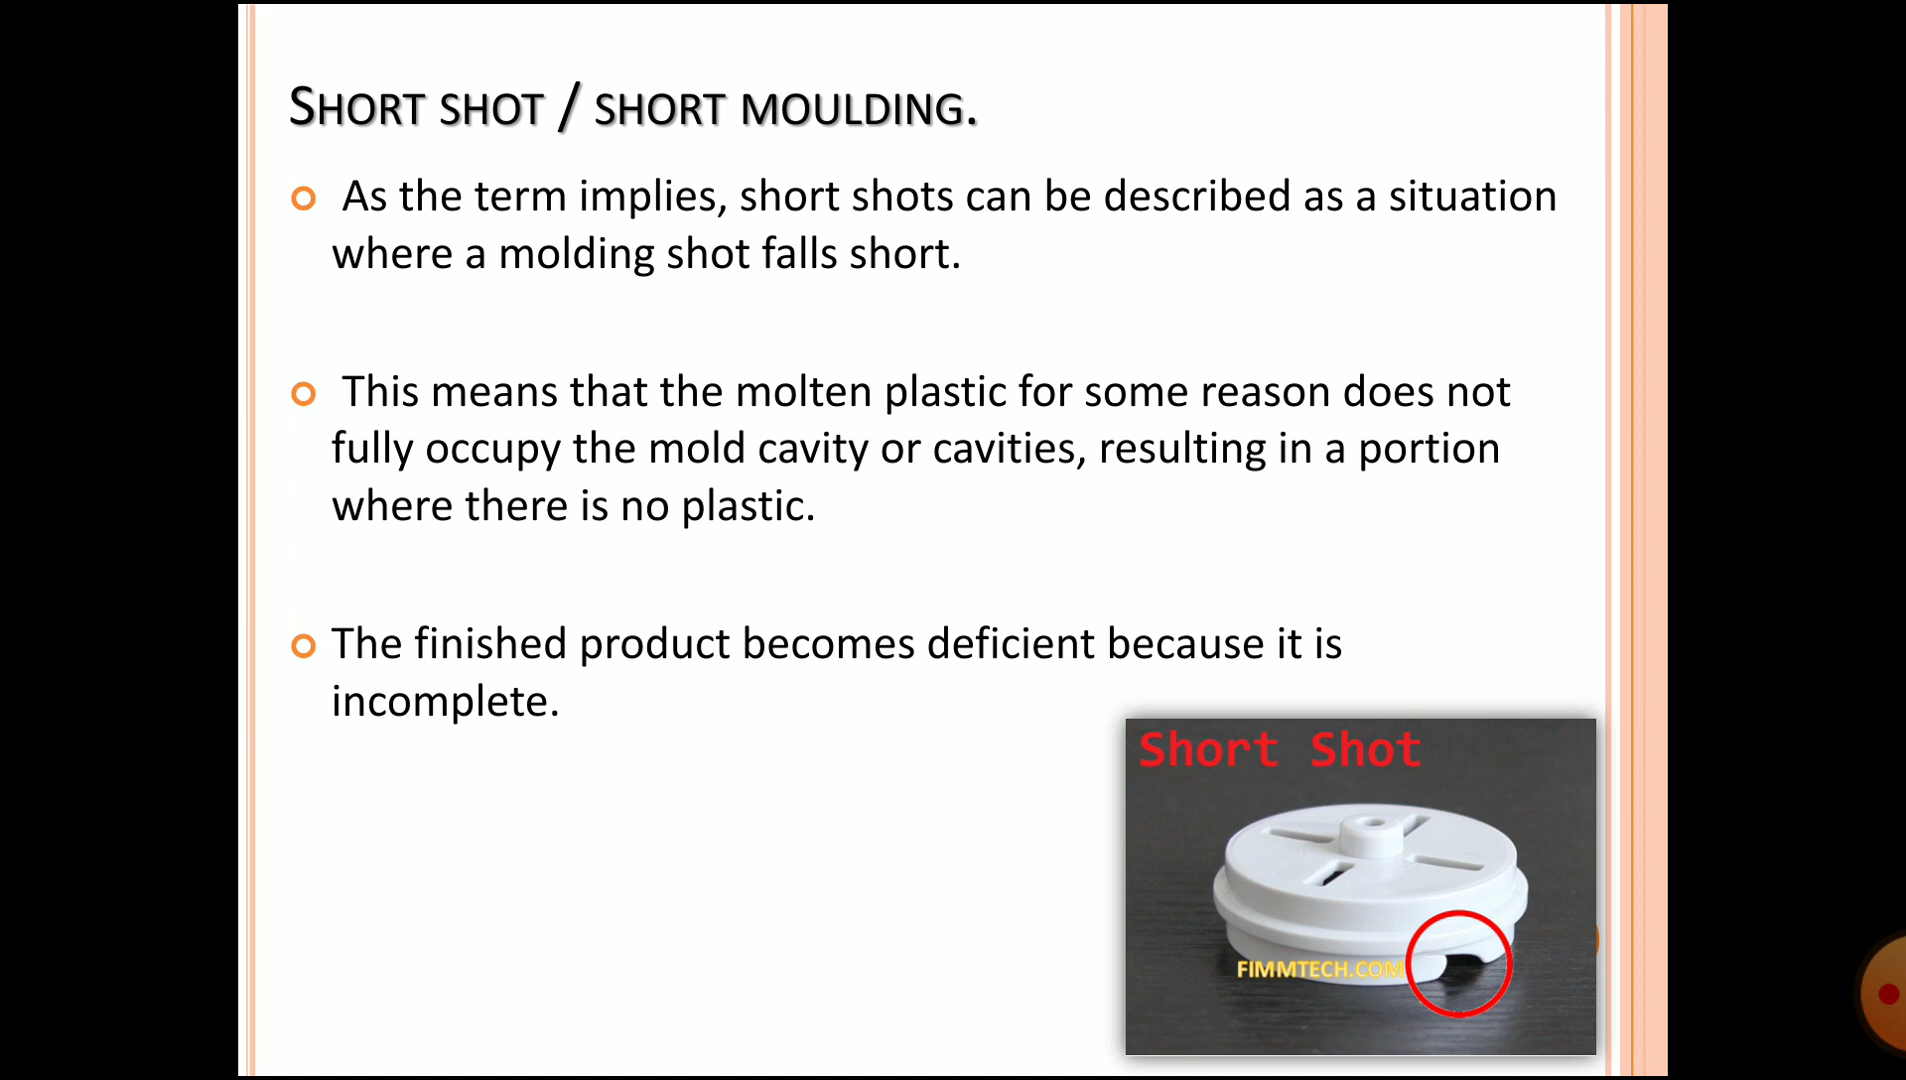 Short shot / short moulding.
As the term implies, short shots can be described as a situation
where a molding shot falls short.
This means that the molten plastic for some reason does not
fully occupy the mold cavity or cavities, resulting in a portion
where there is no plastic.
The finished product becomes deficient because it is
incomplete.
Short Shot
FIMMTECH.COM